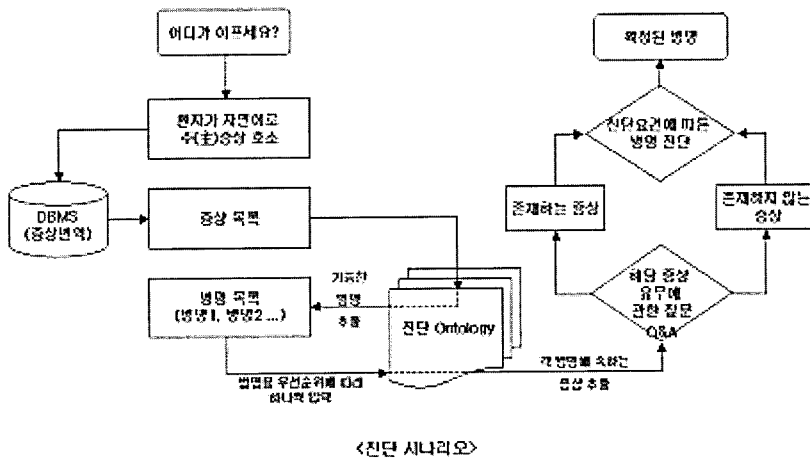 어디가 아프세요?
환자가 자연어로
주(主)증상 호소
DBMS
(증상번역)
증상 목록
병명 목록
(병명1, 병명2 ...)
가능한
병명
추출
진단 Ontology
병명을 우선순위에 따라
하나씩 입력
각 병명에 속하는
증상 추출
해당 증상
유무에
관한 질문
Q&A
존재하는 증상
존재하지 않는
증상
진단요건에 따른
병명 진단
확정된 병명
<진단 시나리오>